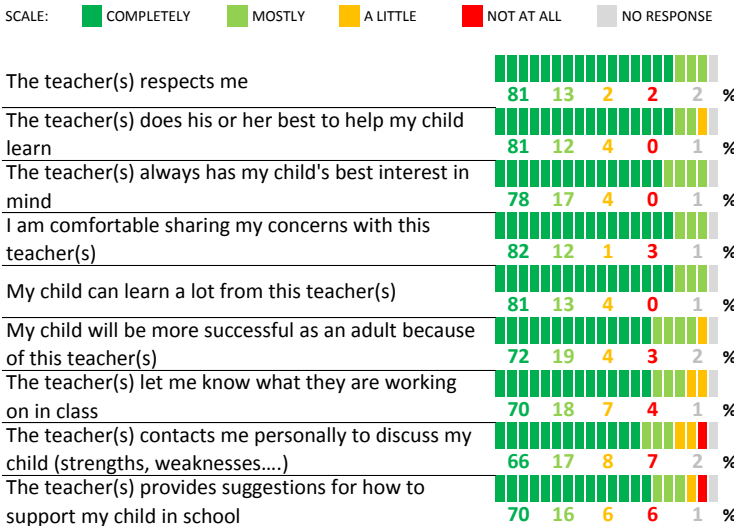 SCALE: COMPLETELY MOSTLY A LITTLE NOT AT ALL NO RESPONSE
The teacher(s) respects me
81 13 2 2 2 %
The teacher(s) does his or her best to help my child
learn
81 12 4 0 1 %
The teacher(s) always has my child's best interest in
mind
78 17 4 0 1 %
I am comfortable sharing my concerns with this
teacher(s)
82 12 1 3 1 %
My child can learn a lot from this teacher(s)
81 13 4 0 1 %
My child will be more successful as an adult because
of this teacher(s)
72 19 4 3 2 %
The teacher(s) let me know what they are working
on in class
70 18 7 4 1 %
The teacher(s) contacts me personally to discuss my
child (strengths, weaknesses....)
66 17 8 7 2 %
The teacher(s) provides suggestions for how to
support my child in school
70 16 6 6 1 %